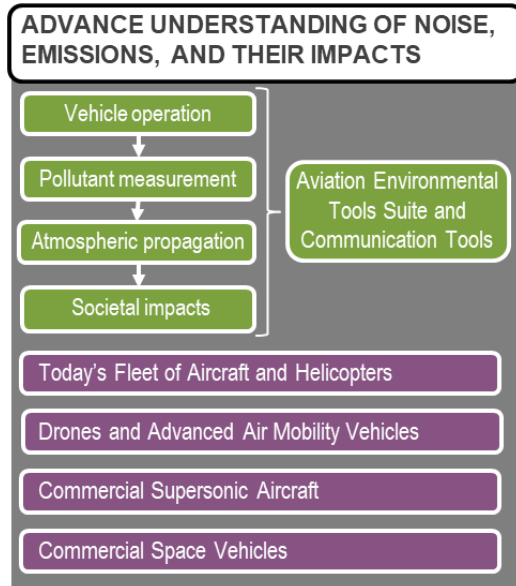 ADVANCE UNDERSTANDING OF NOISE,
EMISSIONS, AND THEIR IMPACTS
Vehicle operation
Pollutant measurement
Atmospheric propagation
Societal impacts
Aviation Environmental
Tools Suite and
Communication Tools
Today's Fleet of Aircraft and Helicopters
Drones and Advanced Air Mobility Vehicles
Commercial Supersonic Aircraft
Commercial Space Vehicles